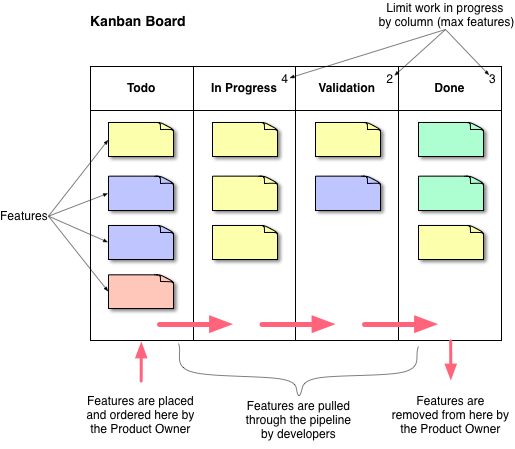 Limit work in progress
by column (max features)
Kanban Board
Todo
In Progress
4
Validation
2
Done
3
Features
Features are placed
and ordered here by
the Product Owner
Features are pulled
through the pipeline
by developers
Features are
removed from here by
the Product Owner